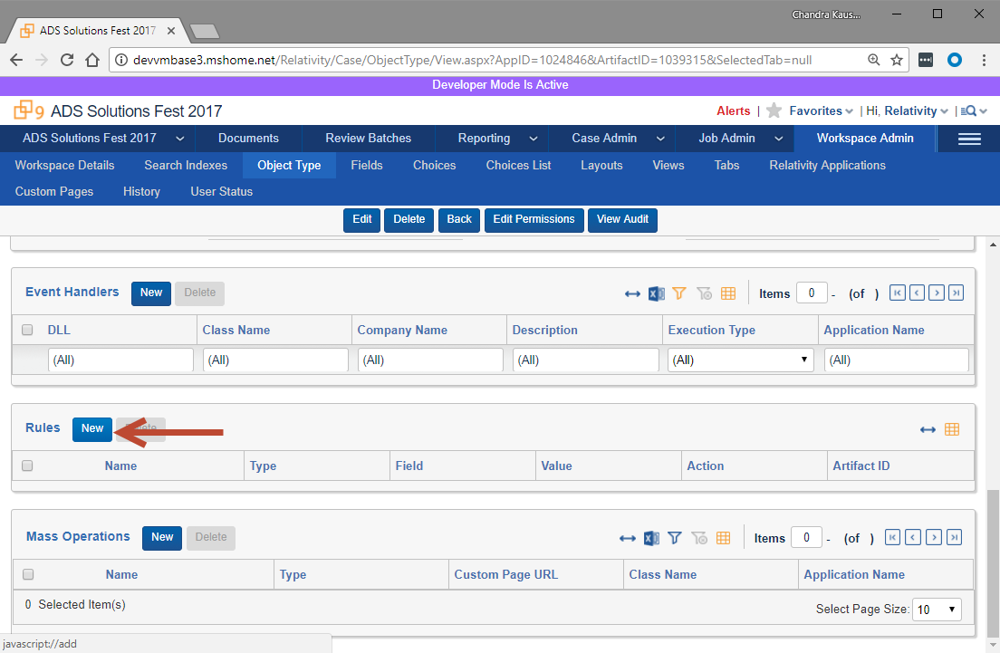 Chandra Kaus...
ADS Solutions Fest 2017
devvmbase3.mshome.net/Relativity/Case/ObjectType/View.aspx?AppID=1024846&ArtifactID=1039315&SelectedTab=null
Developer Mode Is Active
9 ADS Solutions Fest 2017 Alerts | Favorites | Hi, Relativity |
ADS Solutions Fest 2017 Documents Review Batches Reporting Case Admin Job Admin Workspace Admin
Workspace Details Search Indexes Object Type Fields Choices Choices List Layouts Views Tabs Relativity Applications
Custom Pages History User Status
Edit Delete Back Edit Permissions View Audit
Event Handlers New Delete Items 0 - (of )
DLL Class Name Company Name Description Execution Type Application Name
(All) (All) (All) (All) (All) (All)
Rules New Delete
Name Type Field Value Action Artifact ID
Mass Operations New Delete Items 0 - (of )
Name Type Custom Page URL Class Name Application Name
0 Selected Item(s) Select Page Size: 10
javascript://add